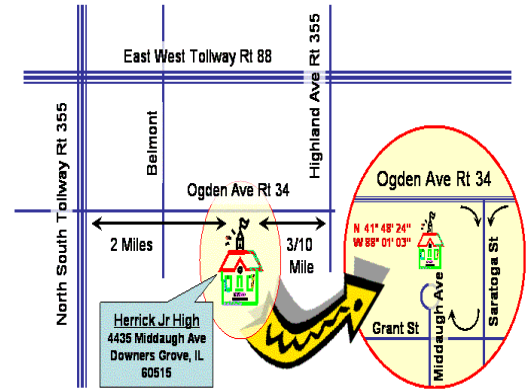 East West Tollway Rt 88
North South Tollway Rt 355
Belmont
Highland Ave Rt 355
Ogden Ave Rt 34
2 Miles
3/10
Mile
Herrick Jr High
4435 Middaugh Ave
Downers Grove, IL
60515
Ogden Ave Rt 34
N 41° 48' 24"
W 88° 01' 03"
Saratoga St
Middaugh Ave
Grant St